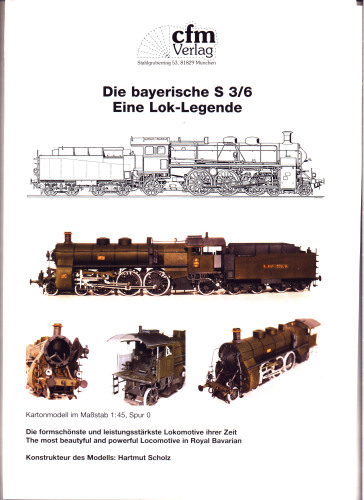 cfm
Verlag
Stahlgruberring 53, 81829 München
Die bayerische S 3/6
Eine Lok-Legende
Kartonmodell im Maßstab 1:45, Spur 0
Die formschönste und leistungsstärkste Lokomotive ihrer Zeit
The most beautyful and powerful Locomotive in Royal Bavarian
Konstrukteur des Modells: Hartmut Scholz